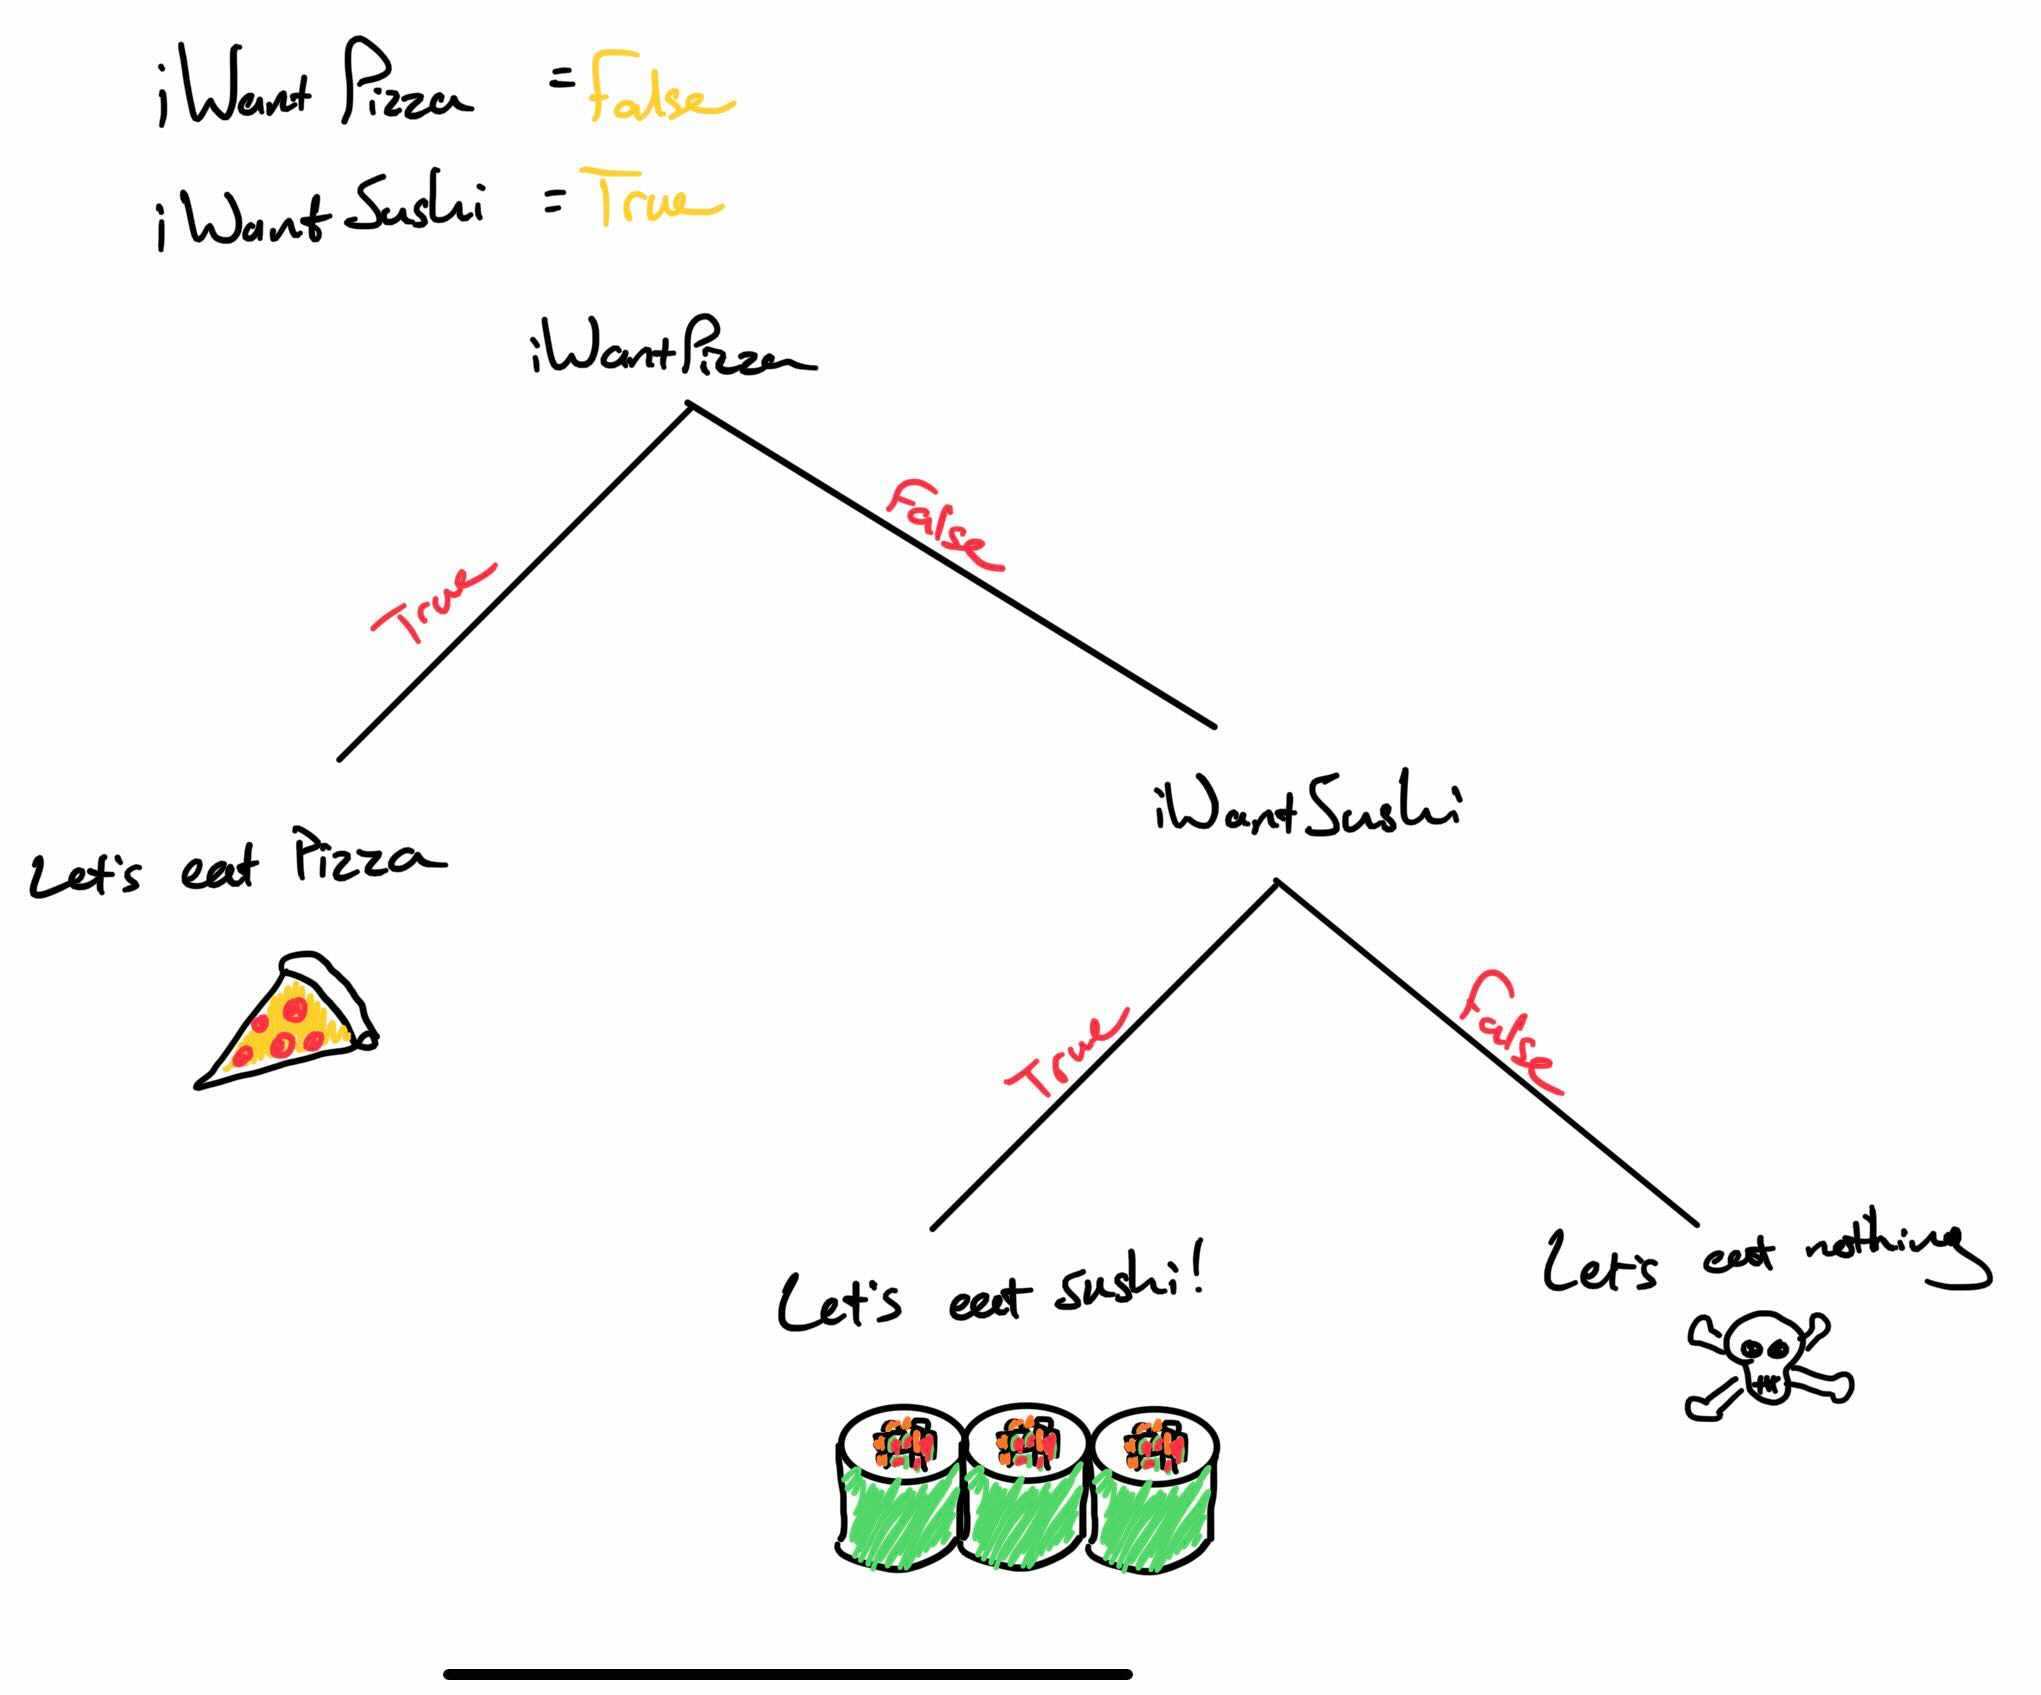 iWantPizza = False
iWantSushi = True
iWantPizza
True
False
Let's eat Pizza
iWantSushi
True
False
Let's eat sushi!
Let's eat nothing